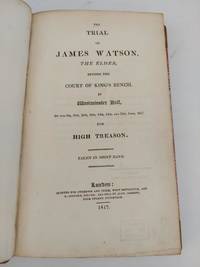 THE
TRIAL
OF
JAMES WATSON,
THE ELDER,
BEFORE THE
COURT OF KING'S BENCH,
IN
Westminster Hall,
FOR
HIGH TREASON.
TAKEN IN SHORT HAND.
London:
1817.